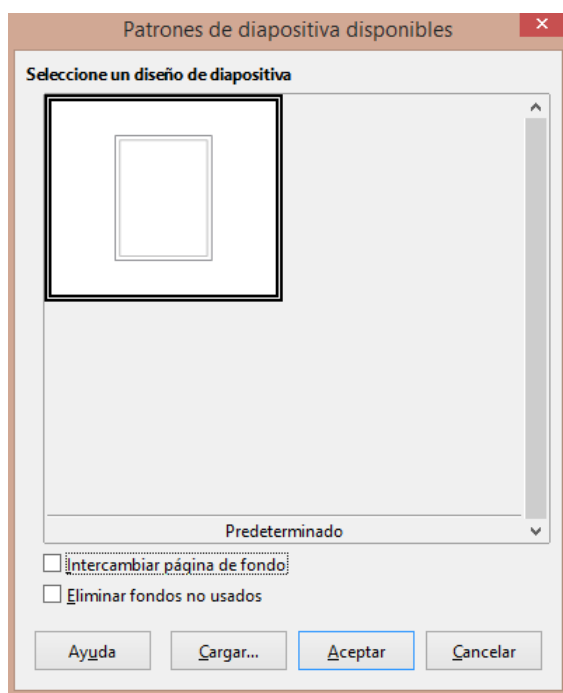 Patrones de diapositiva disponibles
Seleccione un diseño de diapositiva
Predeterminado
Intercambiar página de fondo
Eliminar fondos no usados
Ayuda
Cargar...
Aceptar
Cancelar